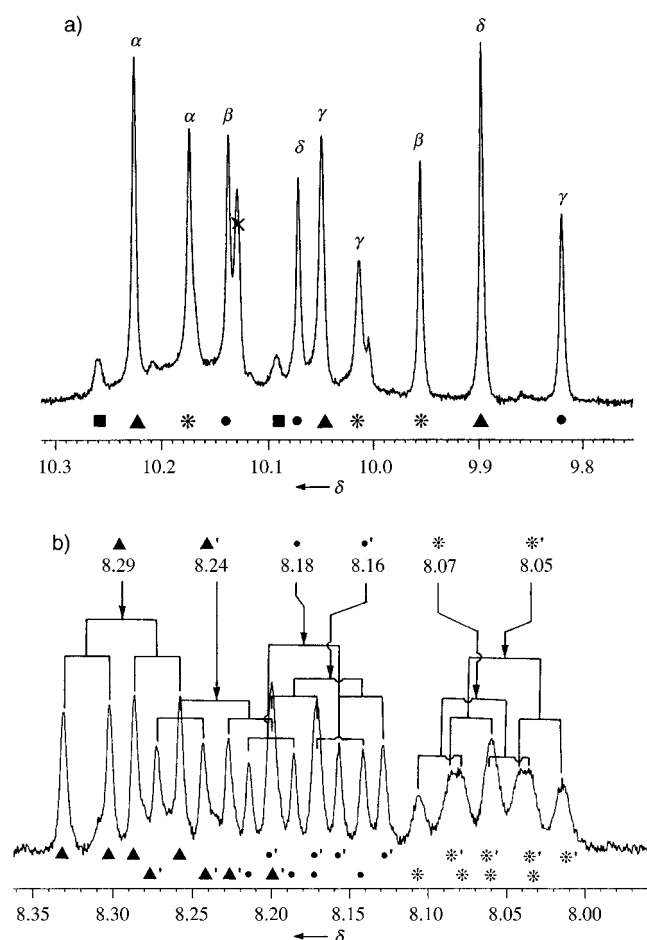 a)
α α β δ γ γ β δ γ
■ ▲ ✳ ● ■ ● ▲ ✳ ✳ ▲ ●
10.3 10.2 10.1 10.0 9.9 9.8
← δ
b)
▲ ▲' • •' ✳ ✳'
8.29 8.24 8.18 8.16 8.07 8.05
▲ ▲ ▲ ▲ •' •' •' •' ✳' ✳' ✳' ✳'
▲' ▲' ▲' • ▲' • • • ✳ ✳ ✳ ✳
8.35 8.30 8.25 8.20 8.15 8.10 8.05 8.00
← δ